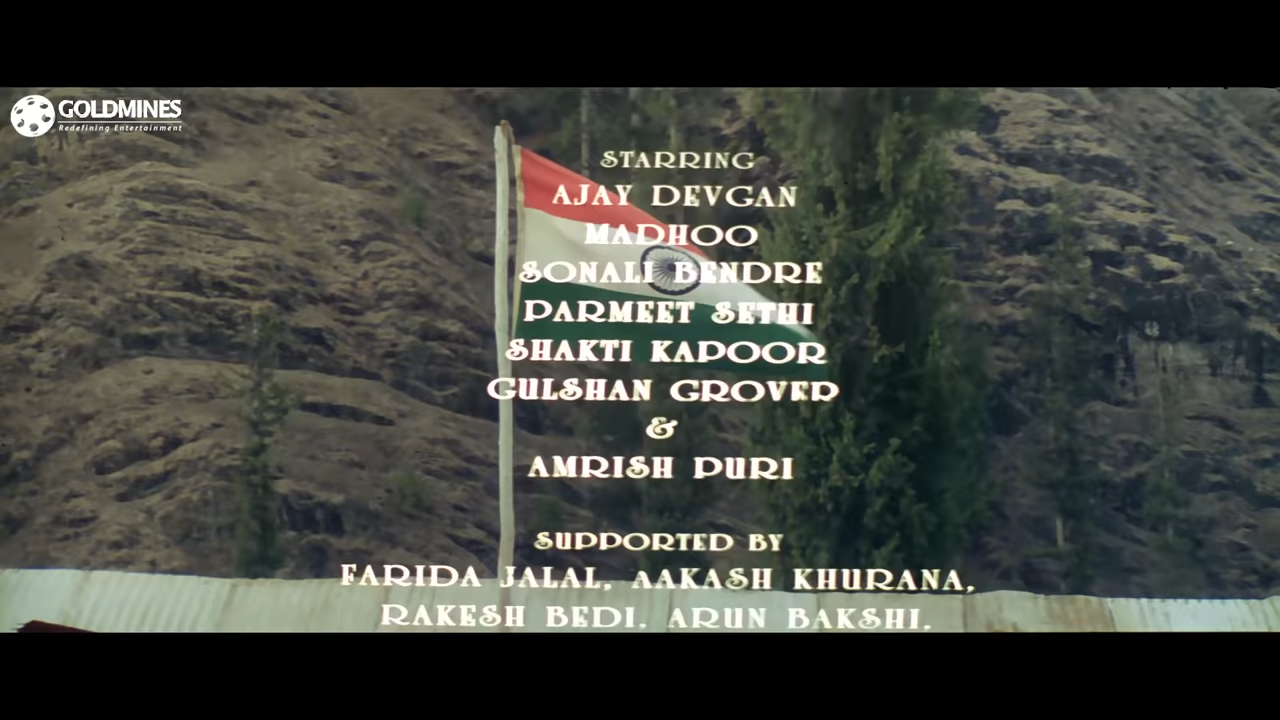 GOLDMINES
Redefining Entertainment
STARRING
AJAY DEVGAN
MADHOO
SONALI BENDRE
PARMEET SETHI
SHAKTI KAPOOR
GULSHAN GROVER
&
AMRISH PURI
SUPPORTED BY
FARIDA JALAL, AAKASH KHURANA,
RAKESH BEDI, ARUN BAKSHI,